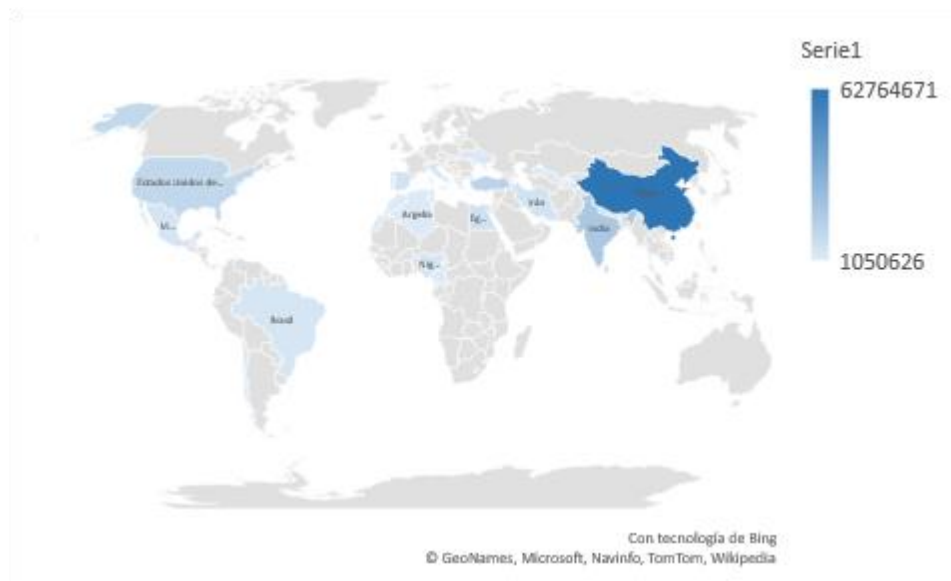 Serie1
62764671
1050626
Estados Unidos de...
M...
Argelia
Eg...
Irán
India
Nig...
Brasil
Con tecnología de Bing
© GeoNames, Microsoft, Navinfo, TomTom, Wikipedia